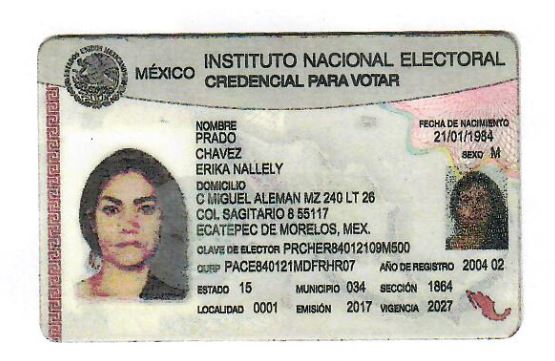 MÉXICO
INSTITUTO NACIONAL ELECTORAL
CREDENCIAL PARA VOTAR
NOMBRE
PRADO
CHAVEZ
ERIKA NALLELY
FECHA DE NACIMIENTO
21/01/1984
SEXO M
DOMICILIO
C MIGUEL ALEMAN MZ 240 LT 26
COL SAGITARIO 8 55117
ECATEPEC DE MORELOS, MEX.
CLAVE DE ELECTOR PRCHER84012109M500
CURP PACE840121MDFRHR07 AÑO DE REGISTRO 2004 02
ESTADO 15 MUNICIPIO 034 SECCIÓN 1864
LOCALIDAD 0001 EMISIÓN 2017 VIGENCIA 2027